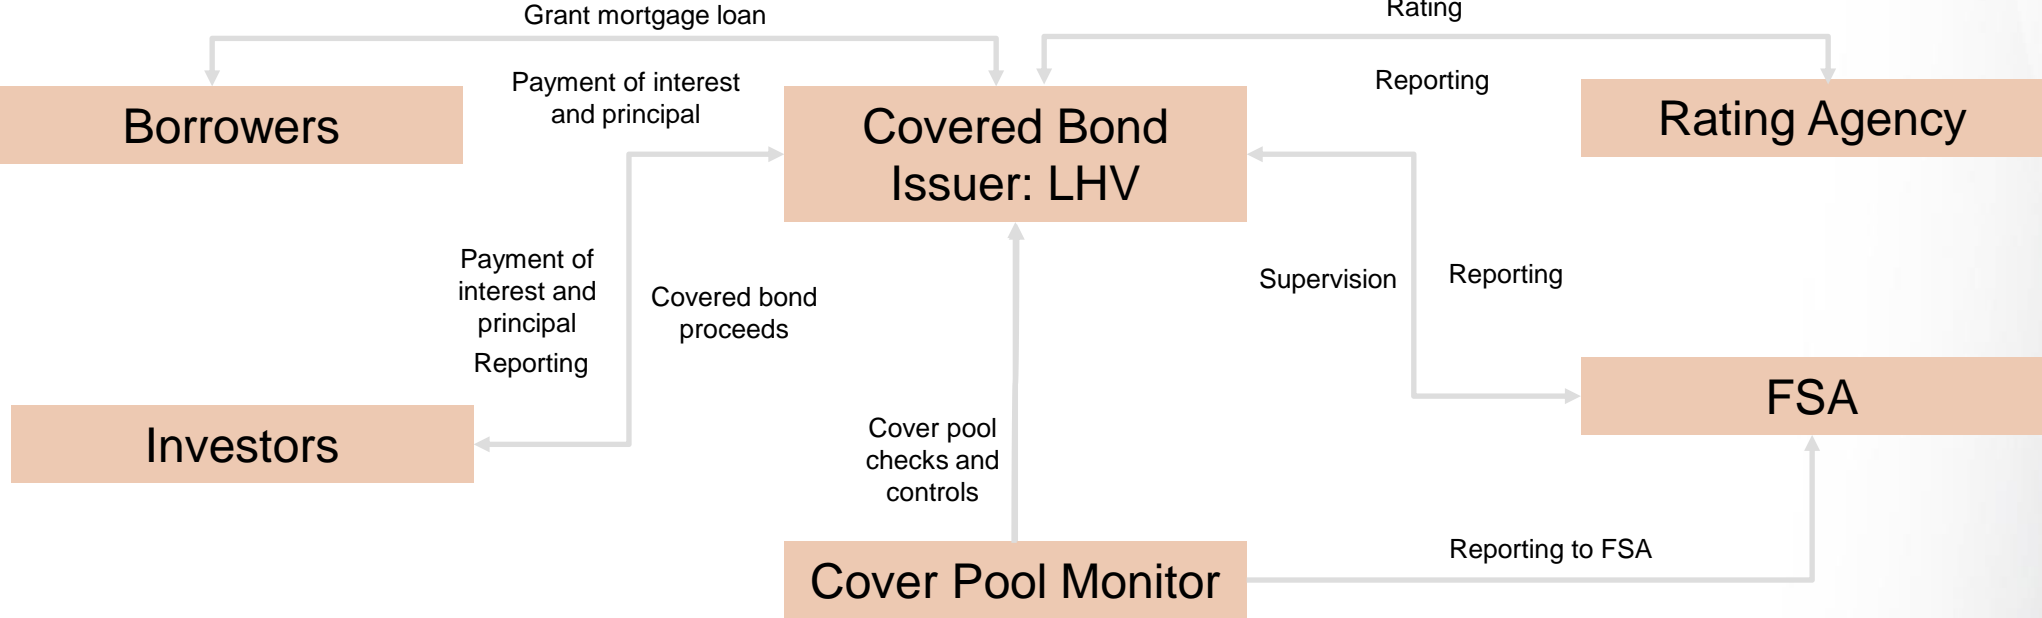 Grant mortgage loan
Rating
Payment of interest
and principal
Reporting
Borrowers
Covered Bond
Issuer: LHV
Rating Agency
Payment of
interest and
principal
Reporting
Covered bond
proceeds
Supervision
Reporting
Investors
FSA
Cover pool
checks and
controls
Reporting to FSA
Cover Pool Monitor